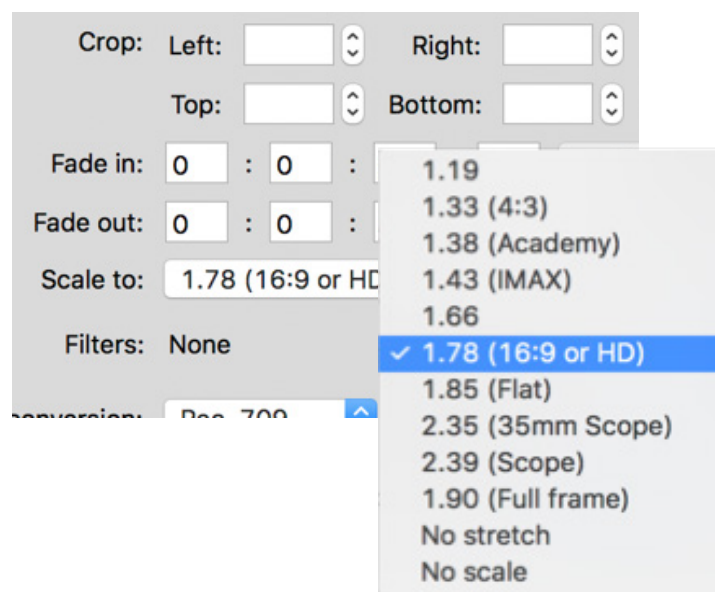 Crop: Left: Right:
Top: Bottom:
Fade in: 0 : 0 :
Fade out: 0 : 0 :
Scale to: 1.78 (16:9 or HD
Filters: None
1.19
1.33 (4:3)
1.38 (Academy)
1.43 (IMAX)
1.66
✓ 1.78 (16:9 or HD)
1.85 (Flat)
2.35 (35mm Scope)
2.39 (Scope)
1.90 (Full frame)
No stretch
No scale